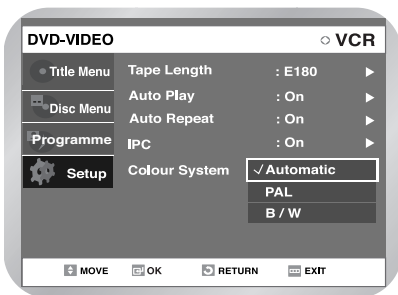 DVD-VIDEO ○ VCR
Title Menu
Disc Menu
Programme
Setup
Tape Length : E180 ►
Auto Play : On ►
Auto Repeat : On ►
IPC : On ►
Colour System ✓Automatic
PAL
B / W
MOVE OK RETURN EXIT